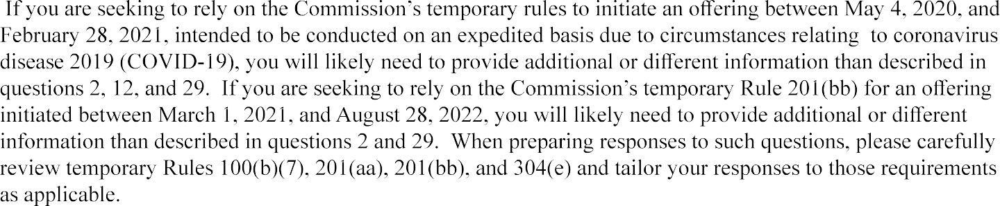 If you are seeking to rely on the Commission's temporary rules to initiate an offering between May 4, 2020, and
February 28, 2021, intended to be conducted on an expedited basis due to circumstances relating  to coronavirus
disease 2019 (COVID-19), you will likely need to provide additional or different information than described in
questions 2, 12, and 29.  If you are seeking to rely on the Commission's temporary Rule 201(bb) for an offering
initiated between March 1, 2021, and August 28, 2022, you will likely need to provide additional or different
information than described in questions 2 and 29.  When preparing responses to such questions, please carefully
review temporary Rules 100(b)(7), 201(aa), 201(bb), and 304(e) and tailor your responses to those requirements
as applicable.